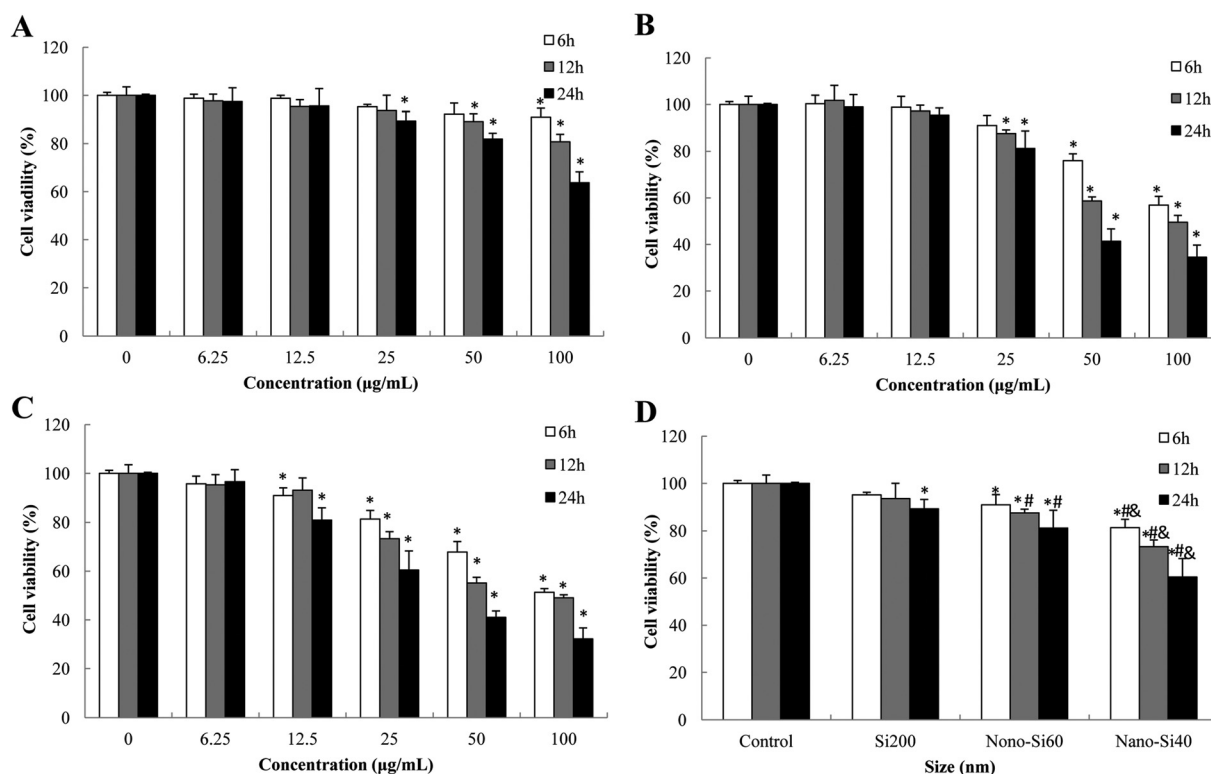 A
Cell viadility (%)
120
100
80
60
40
20
0
6h
12h
24h
*
*
*
*
*
*
0 6.25 12.5 25 50 100
Concentration (μg/mL)
B
Cell viability (%)
120
100
80
60
40
20
0
6h
12h
24h
*
*
*
*
*
*
*
*
0 6.25 12.5 25 50 100
Concentration (μg/mL)
C
Cell viability (%)
120
100
80
60
40
20
0
6h
12h
24h
*
*
*
*
*
*
*
*
*
*
*
0 12.5 6.25 25 50 100
Concentration (μg/mL)
D
Cell viiability (%)
120
100
80
60
40
20
0
6h
12h
24h
*
*
*#
*#
*#&
*#&
*#&
Control Si200 Nono-Si60 Nano-Si40
Size (nm)